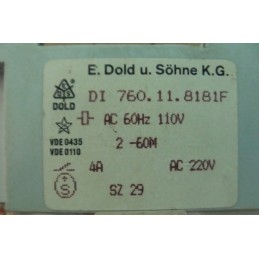 E. Dold u. Söhne K.G.
DOLD
DI 760.11.8181F
AC 60Hz 110V
VDE 0435
VDE 0110
2-60M
4A AC 220V
S
SZ 29